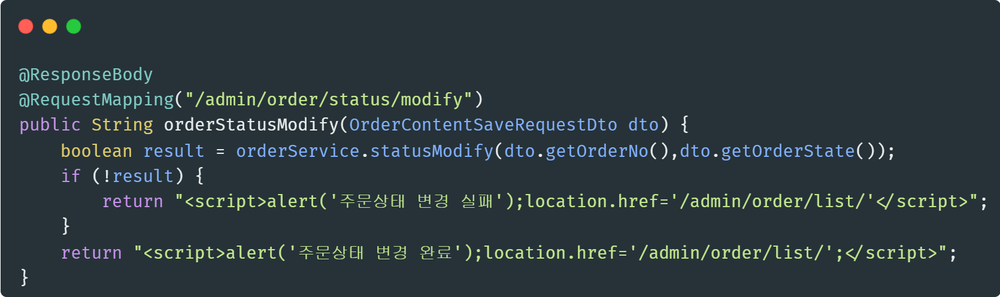 @ResponseBody
@RequestMapping("/admin/order/status/modify")
public String orderStatusModify(OrderContentSaveRequestDto dto) {
    boolean result = orderService.statusModify(dto.getOrderNo(),dto.getOrderState());
    if (!result) {
        return "<script>alert('주문상태 변경 실패');location.href='/admin/order/list/'</script>";
    }
    return "<script>alert('주문상태 변경 완료');location.href='/admin/order/list/';</script>";
}